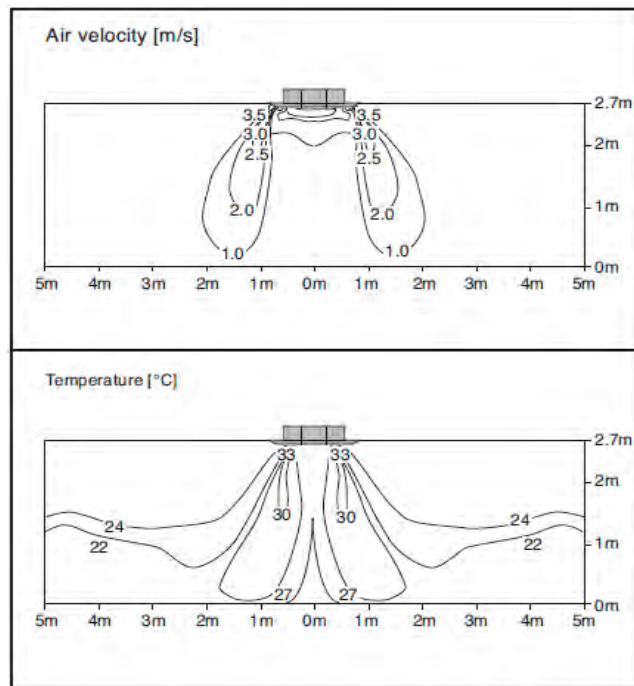 Air velocity [m/s]
2.7m
3.5 3.5
3.0 3.0
2m
2.5 2.5
2.0 2.0
1m
1.0 1.0
0m
5m 4m 3m 2m 1m 0m 1m 2m 3m 4m 5m
Temperature [°C]
2.7m
33 33
2m
30 30
24 24
22 22
1m
27 27
0m
5m 4m 3m 2m 1m 0m 1m 2m 3m 4m 5m